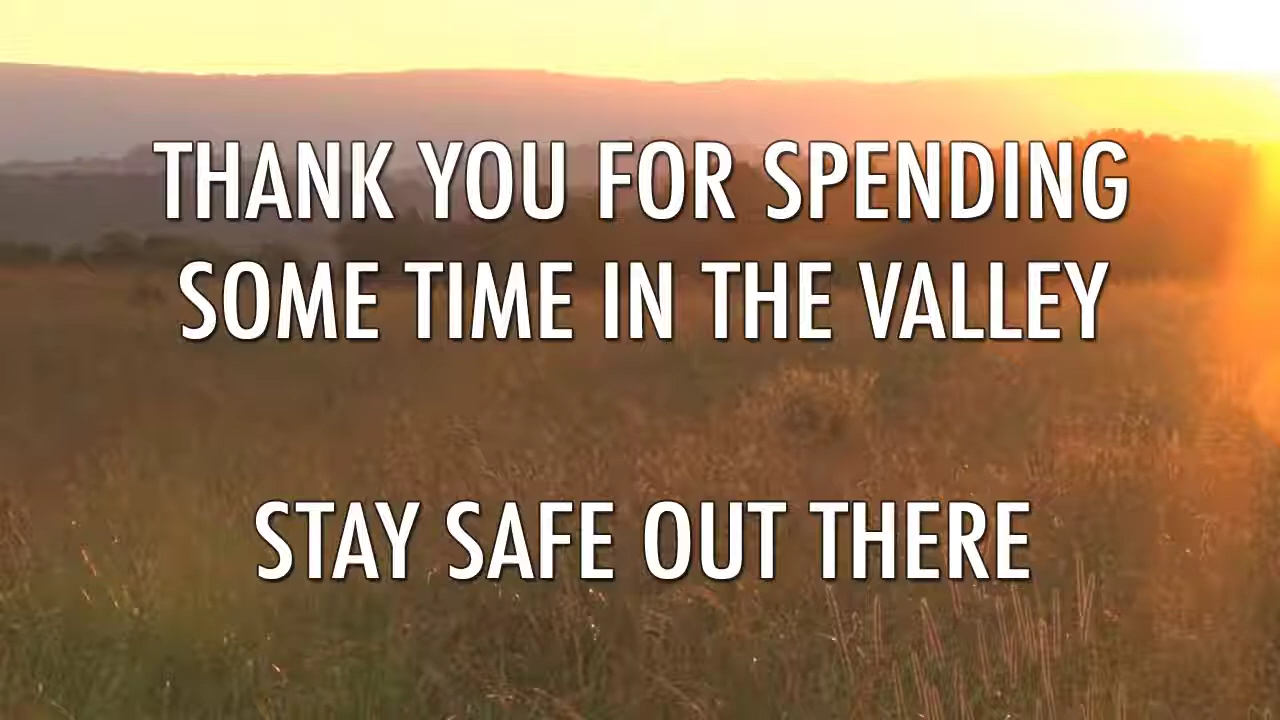 THANK YOU FOR SPENDING
SOME TIME IN THE VALLEY
STAY SAFE OUT THERE